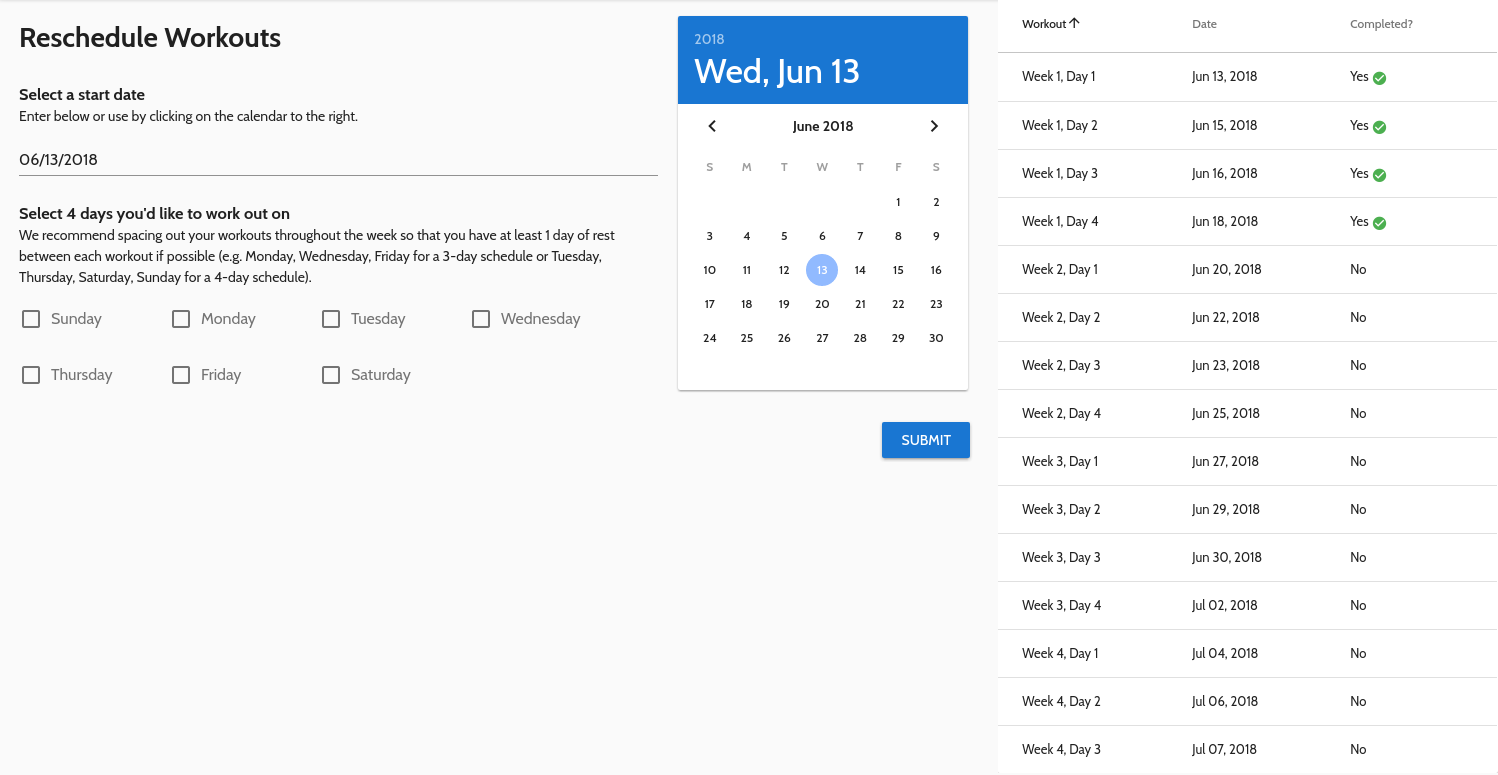 Reschedule Workouts
Select a start date
Enter below or use by clicking on the calendar to the right.
06/13/2018
Select 4 days you'd like to work out on
We recommend spacing out your workouts throughout the week so that you have at least 1 day of rest
between each workout if possible (e.g. Monday, Wednesday, Friday for a 3-day schedule or Tuesday,
Thursday, Saturday, Sunday for a 4-day schedule).
Sunday Monday Tuesday Wednesday
Thursday Friday Saturday
2018
Wed, Jun 13
June 2018
S M T W T F S
1 2
3 4 5 6 7 8 9
10 11 12 13 14 15 16
17 18 19 20 21 22 23
24 25 26 27 28 29 30
SUBMIT
Workout Date Completed?
Week 1, Day 1 Jun 13, 2018 Yes
Week 1, Day 2 Jun 15, 2018 Yes
Week 1, Day 3 Jun 16, 2018 Yes
Week 1, Day 4 Jun 18, 2018 Yes
Week 2, Day 1 Jun 20, 2018 No
Week 2, Day 2 Jun 22, 2018 No
Week 2, Day 3 Jun 23, 2018 No
Week 2, Day 4 Jun 25, 2018 No
Week 3, Day 1 Jun 27, 2018 No
Week 3, Day 2 Jun 29, 2018 No
Week 3, Day 3 Jun 30, 2018 No
Week 3, Day 4 Jul 02, 2018 No
Week 4, Day 1 Jul 04, 2018 No
Week 4, Day 2 Jul 06, 2018 No
Week 4, Day 3 Jul 07, 2018 No